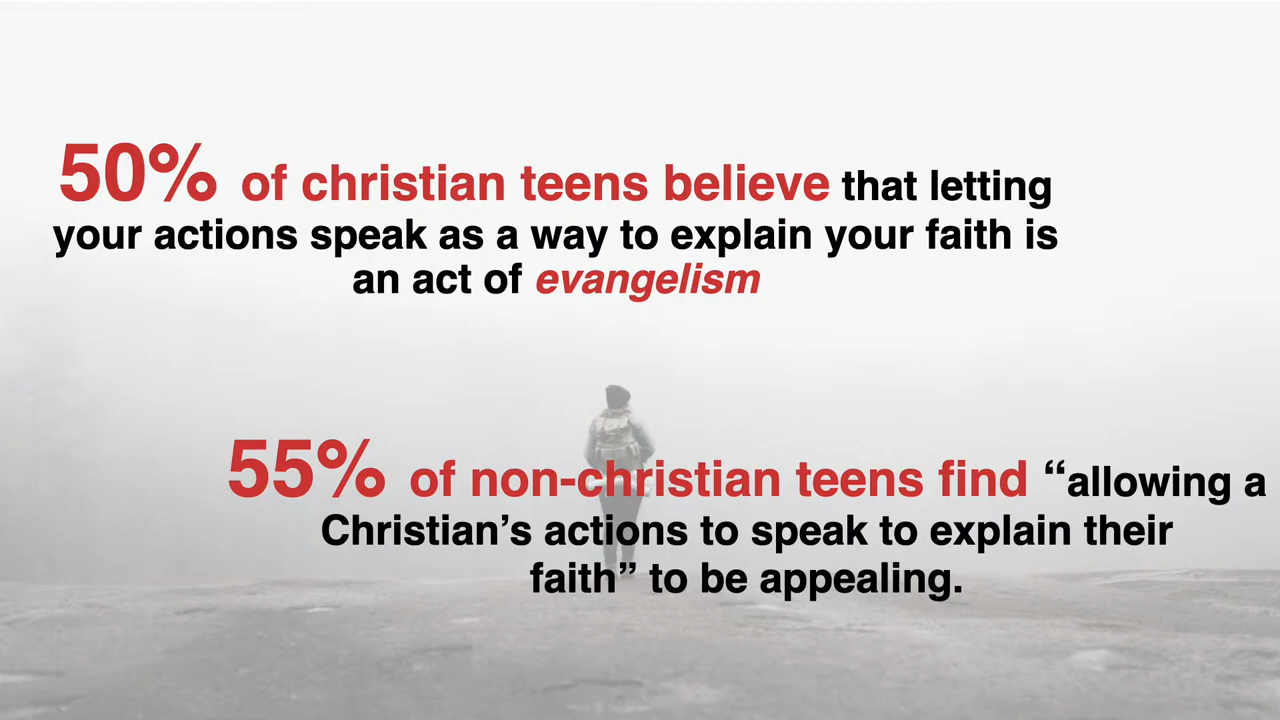 50% of christian teens believe that letting
your actions speak as a way to explain your faith is
an act of evangelism
55% of non-christian teens find “allowing a
Christian’s actions to speak to explain their
faith” to be appealing.